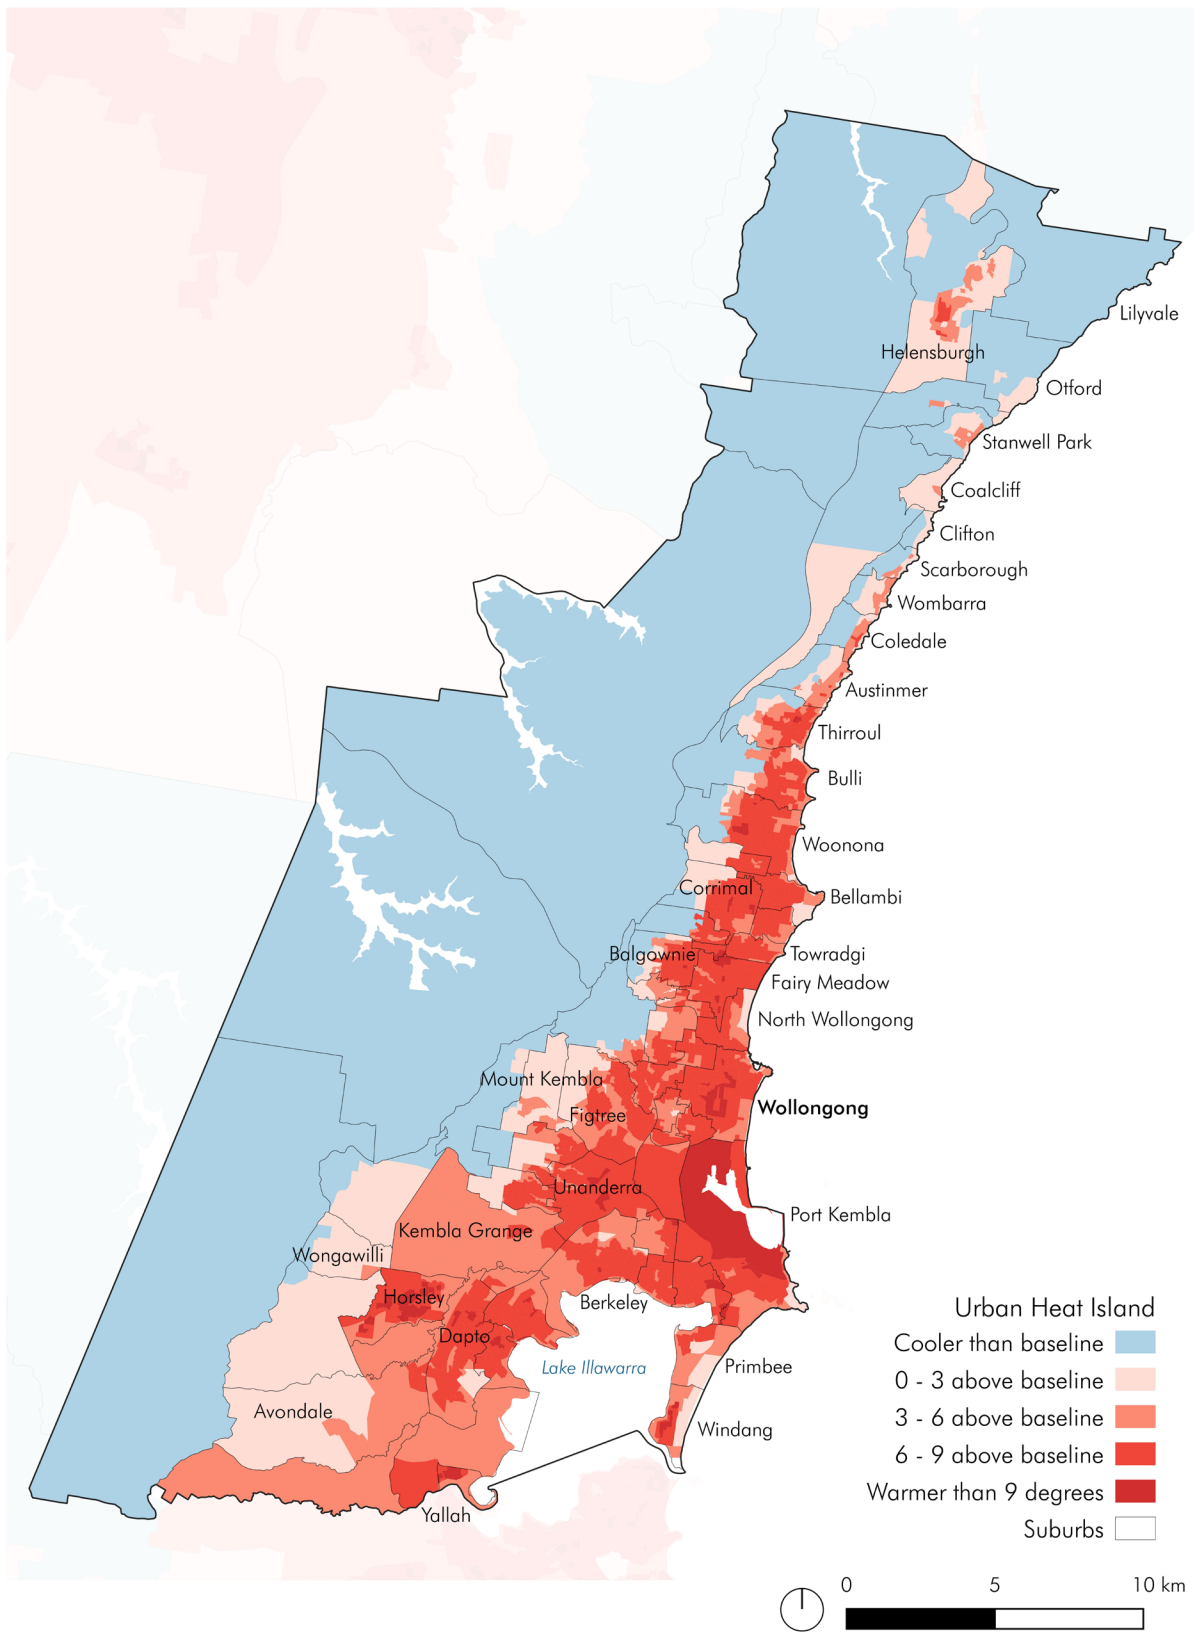 Lilyvale
Helensburgh
Otford
Stanwell Park
Coalcliff
Clifton
Scarborough
Wombarra
Coledale
Austinmer
Thirroul
Bulli
Woonona
Corrimal
Bellambi
Balgownie
Towradgi
Fairy Meadow
North Wollongong
Mount Kembla
Figtree
Wollongong
Unanderra
Port Kembla
Kembla Grange
Wongawilli
Horsley
Berkeley
Dapto
Lake Illawarra
Primbee
Avondale
Windang
Yallah
Urban Heat Island
Cooler than baseline
0 - 3 above baseline
3 - 6 above baseline
6 - 9 above baseline
Warmer than 9 degrees
Suburbs
0 5 10 km